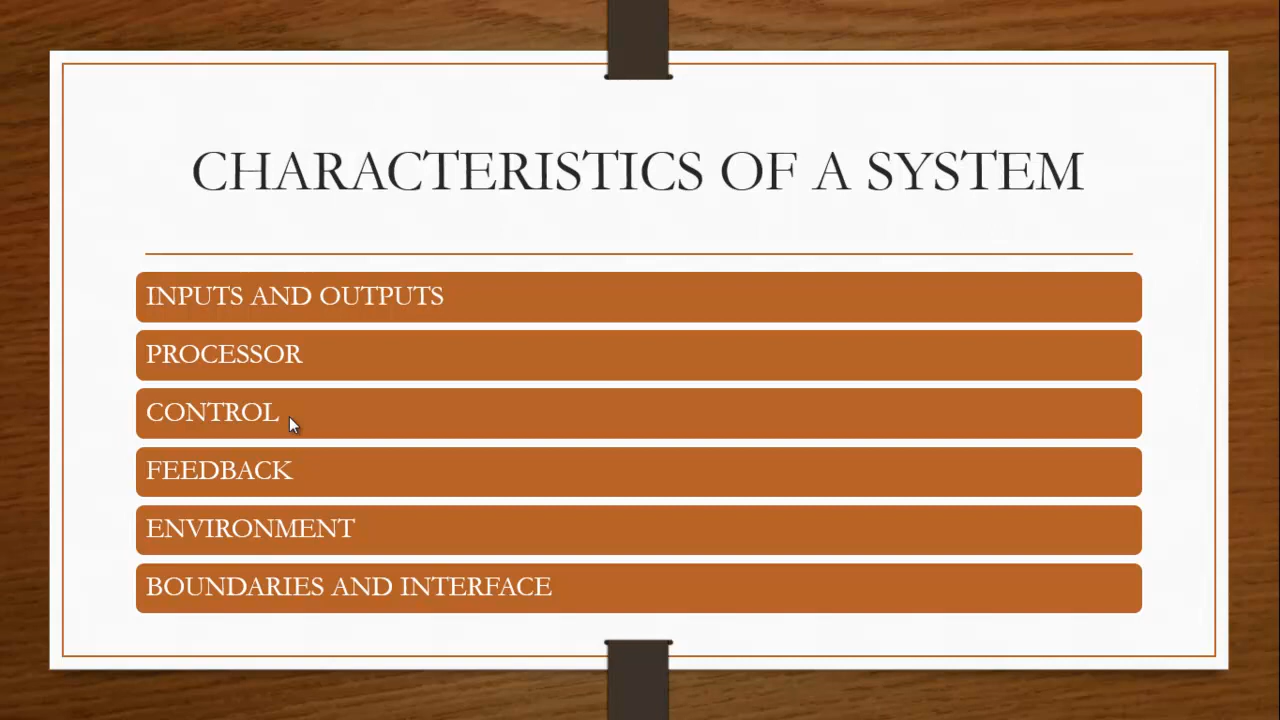 CHARACTERISTICS OF A SYSTEM
INPUTS AND OUTPUTS
PROCESSOR
CONTROL
FEEDBACK
ENVIRONMENT
BOUNDARIES AND INTERFACE